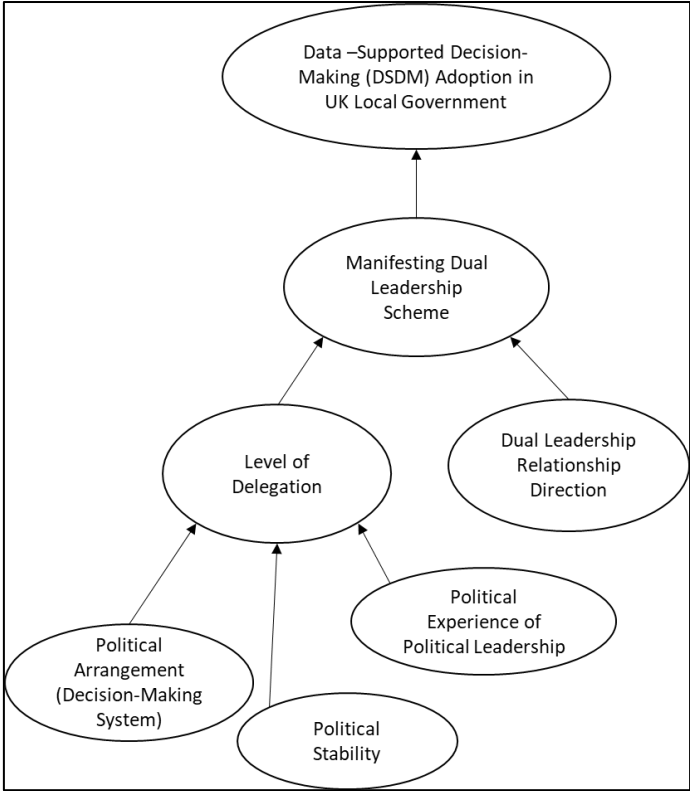 Data –Supported Decision-
Making (DSDM) Adoption in
UK Local Government
Manifesting Dual
Leadership
Scheme
Level of
Delegation
Dual Leadership
Relationship
Direction
Political
Experience of
Political Leadership
Political
Arrangement
(Decision-Making
System)
Political
Stability